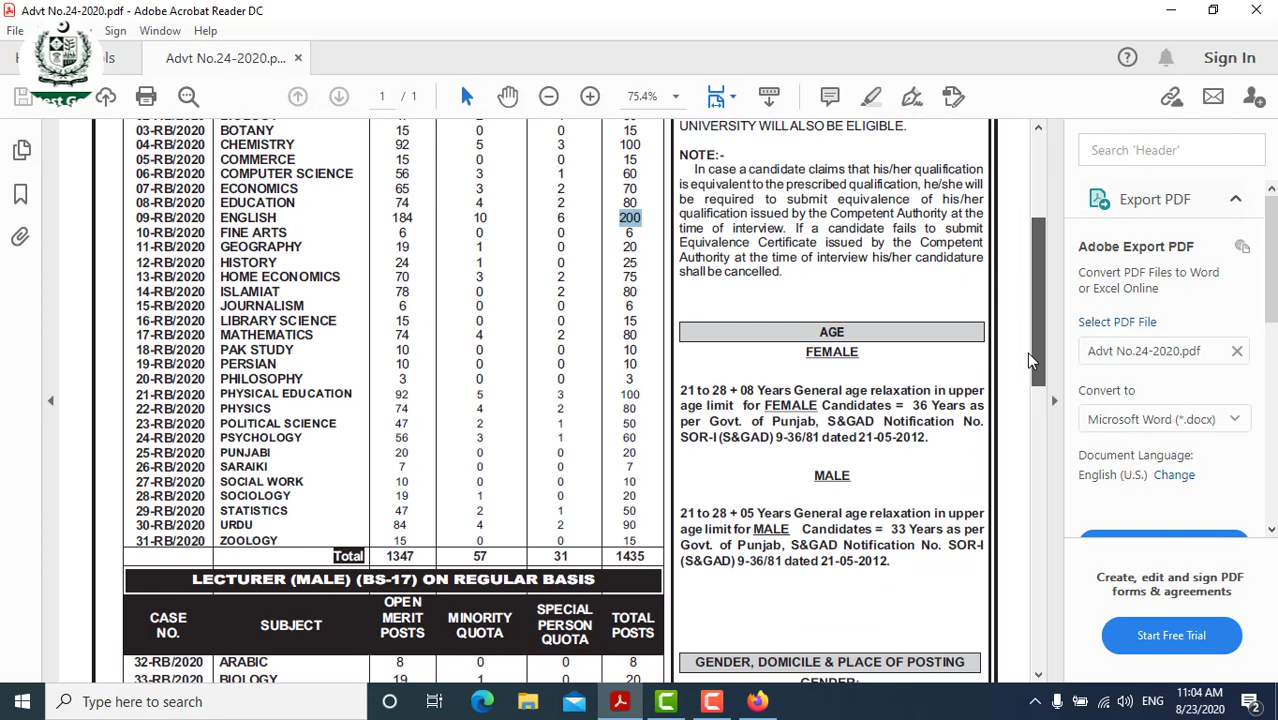 Advt No.24-2020.pdf - Adobe Acrobat Reader DC
File
Sign
Window
Help
Advt No.24-2020.p...
Sign In
1 / 1
75.4%
03-RB/2020 BOTANY 15 0 0 15
04-RB/2020 CHEMISTRY 92 5 3 100
05-RB/2020 COMMERCE 15 0 0 15
06-RB/2020 COMPUTER SCIENCE 56 3 1 60
07-RB/2020 ECONOMICS 65 3 2 70
08-RB/2020 EDUCATION 74 4 2 80
09-RB/2020 ENGLISH 184 10 6 200
10-RB/2020 FINE ARTS 6 0 0 6
11-RB/2020 GEOGRAPHY 19 1 0 20
12-RB/2020 HISTORY 24 1 0 25
13-RB/2020 HOME ECONOMICS 70 3 2 75
14-RB/2020 ISLAMIAT 78 0 2 80
15-RB/2020 JOURNALISM 6 0 0 6
16-RB/2020 LIBRARY SCIENCE 15 0 0 15
17-RB/2020 MATHEMATICS 74 4 2 80
18-RB/2020 PAK STUDY 10 0 0 10
19-RB/2020 PERSIAN 10 0 0 10
20-RB/2020 PHILOSOPHY 3 0 0 3
21-RB/2020 PHYSICAL EDUCATION 92 5 3 100
22-RB/2020 PHYSICS 74 4 2 80
23-RB/2020 POLITICAL SCIENCE 47 2 1 50
24-RB/2020 PSYCHOLOGY 56 3 1 60
25-RB/2020 PUNJABI 20 0 0 20
26-RB/2020 SARAIKI 7 0 0 7
27-RB/2020 SOCIAL WORK 10 0 0 10
28-RB/2020 SOCIOLOGY 19 1 0 20
29-RB/2020 STATISTICS 47 2 1 50
30-RB/2020 URDU 84 4 2 90
31-RB/2020 ZOOLOGY 15 0 0 15
Total 1347 57 31 1435
LECTURER (MALE) (BS-17) ON REGULAR BASIS
CASE NO.
SUBJECT
OPEN MERIT POSTS
MINORITY QUOTA
SPECIAL PERSON QUOTA
TOTAL POSTS
32-RB/2020 ARABIC 8 0 0 8
33-RB/2020 BIOLOGY 19 1 0 20
UNIVERSITY WILL ALSO BE ELIGIBLE.
NOTE:-
In case a candidate claims that his/her qualification
is equivalent to the prescribed qualification, he/she will
be required to submit equivalence of his/her
qualification issued by the Competent Authority at the
time of interview. If a candidate fails to submit
Equivalence Certificate issued by the Competent
Authority at the time of interview his/her candidature
shall be cancelled.
AGE
FEMALE
21 to 28 + 08 Years General age relaxation in upper
age limit for FEMALE Candidates = 36 Years as
per Govt. of Punjab, S&GAD Notification No.
SOR-I (S&GAD) 9-36/81 dated 21-05-2012.
MALE
21 to 28 + 05 Years General age relaxation in upper
age limit for MALE Candidates = 33 Years as per
Govt. of Punjab, S&GAD Notification No. SOR-I
(S&GAD) 9-36/81 dated 21-05-2012.
GENDER, DOMICILE & PLACE OF POSTING
GENDER:
Search 'Header'
Export PDF
Adobe Export PDF
Convert PDF Files to Word
or Excel Online
Select PDF File
Advt No.24-2020.pdf
Convert to
Microsoft Word (*.docx)
Document Language:
English (U.S.) Change
Create, edit and sign PDF
forms & agreements
Start Free Trial
Type here to search
ENG
11:04 AM
8/23/2020
2